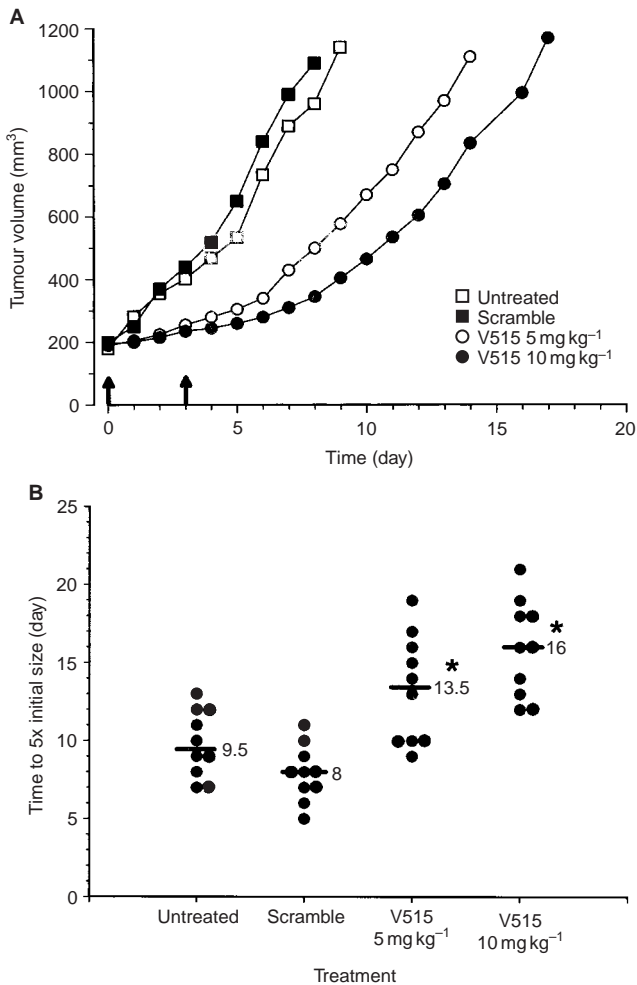 A
1200
1000
800
600
400
200
0
Tumour volume (mm³)
Untreated
Scramble
V515 5 mg kg⁻¹
V515 10 mg kg⁻¹
0 5 10 15 20
Time (day)
B
25
20
15
10
5
0
Time to 5x initial size (day)
9.5
8
*
13.5
*
16
Untreated Scramble V515 V515
5 mg kg⁻¹ 10 mg kg⁻¹
Treatment